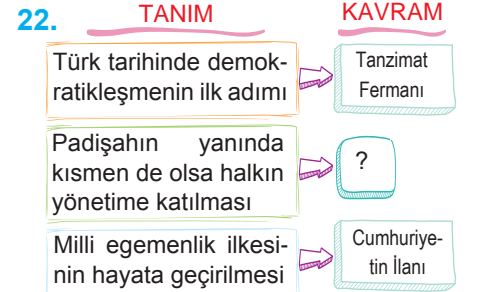 22.
TANIM
KAVRAM
Türk tarihinde demok-
ratikleşmenin ilk adımı
Tanzimat
Fermanı
Padişahın yanında
kısmen de olsa halkın
yönetime katılması
?
Milli egemenlik ilkesi-
nin hayata geçirilmesi
Cumhuriye-
tin İlanı